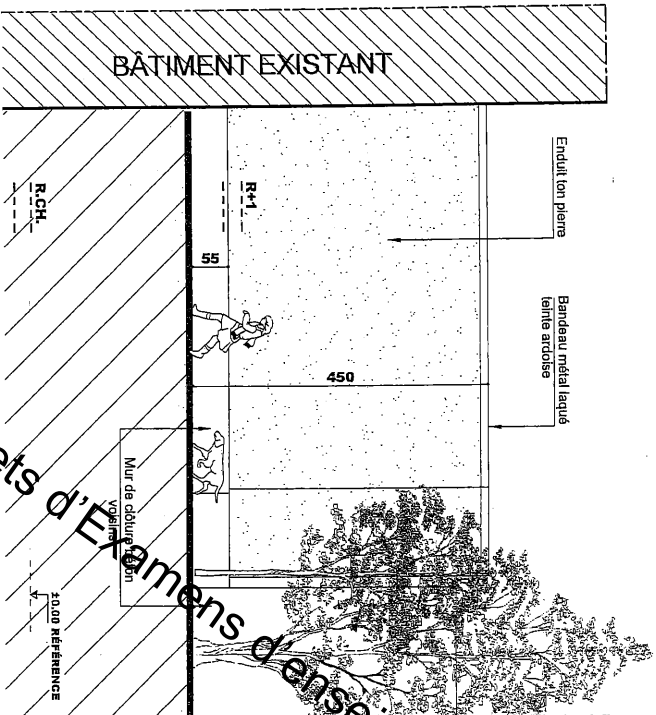 BÂTIMENT EXISTANT
Enduit ton pierre
Bandeau métal laqué
teinte ardoise
R+1
R.CH.
55
450
Mur de clôture
ets d'Examens d'ense
±0.00 RÉFÉRENCE